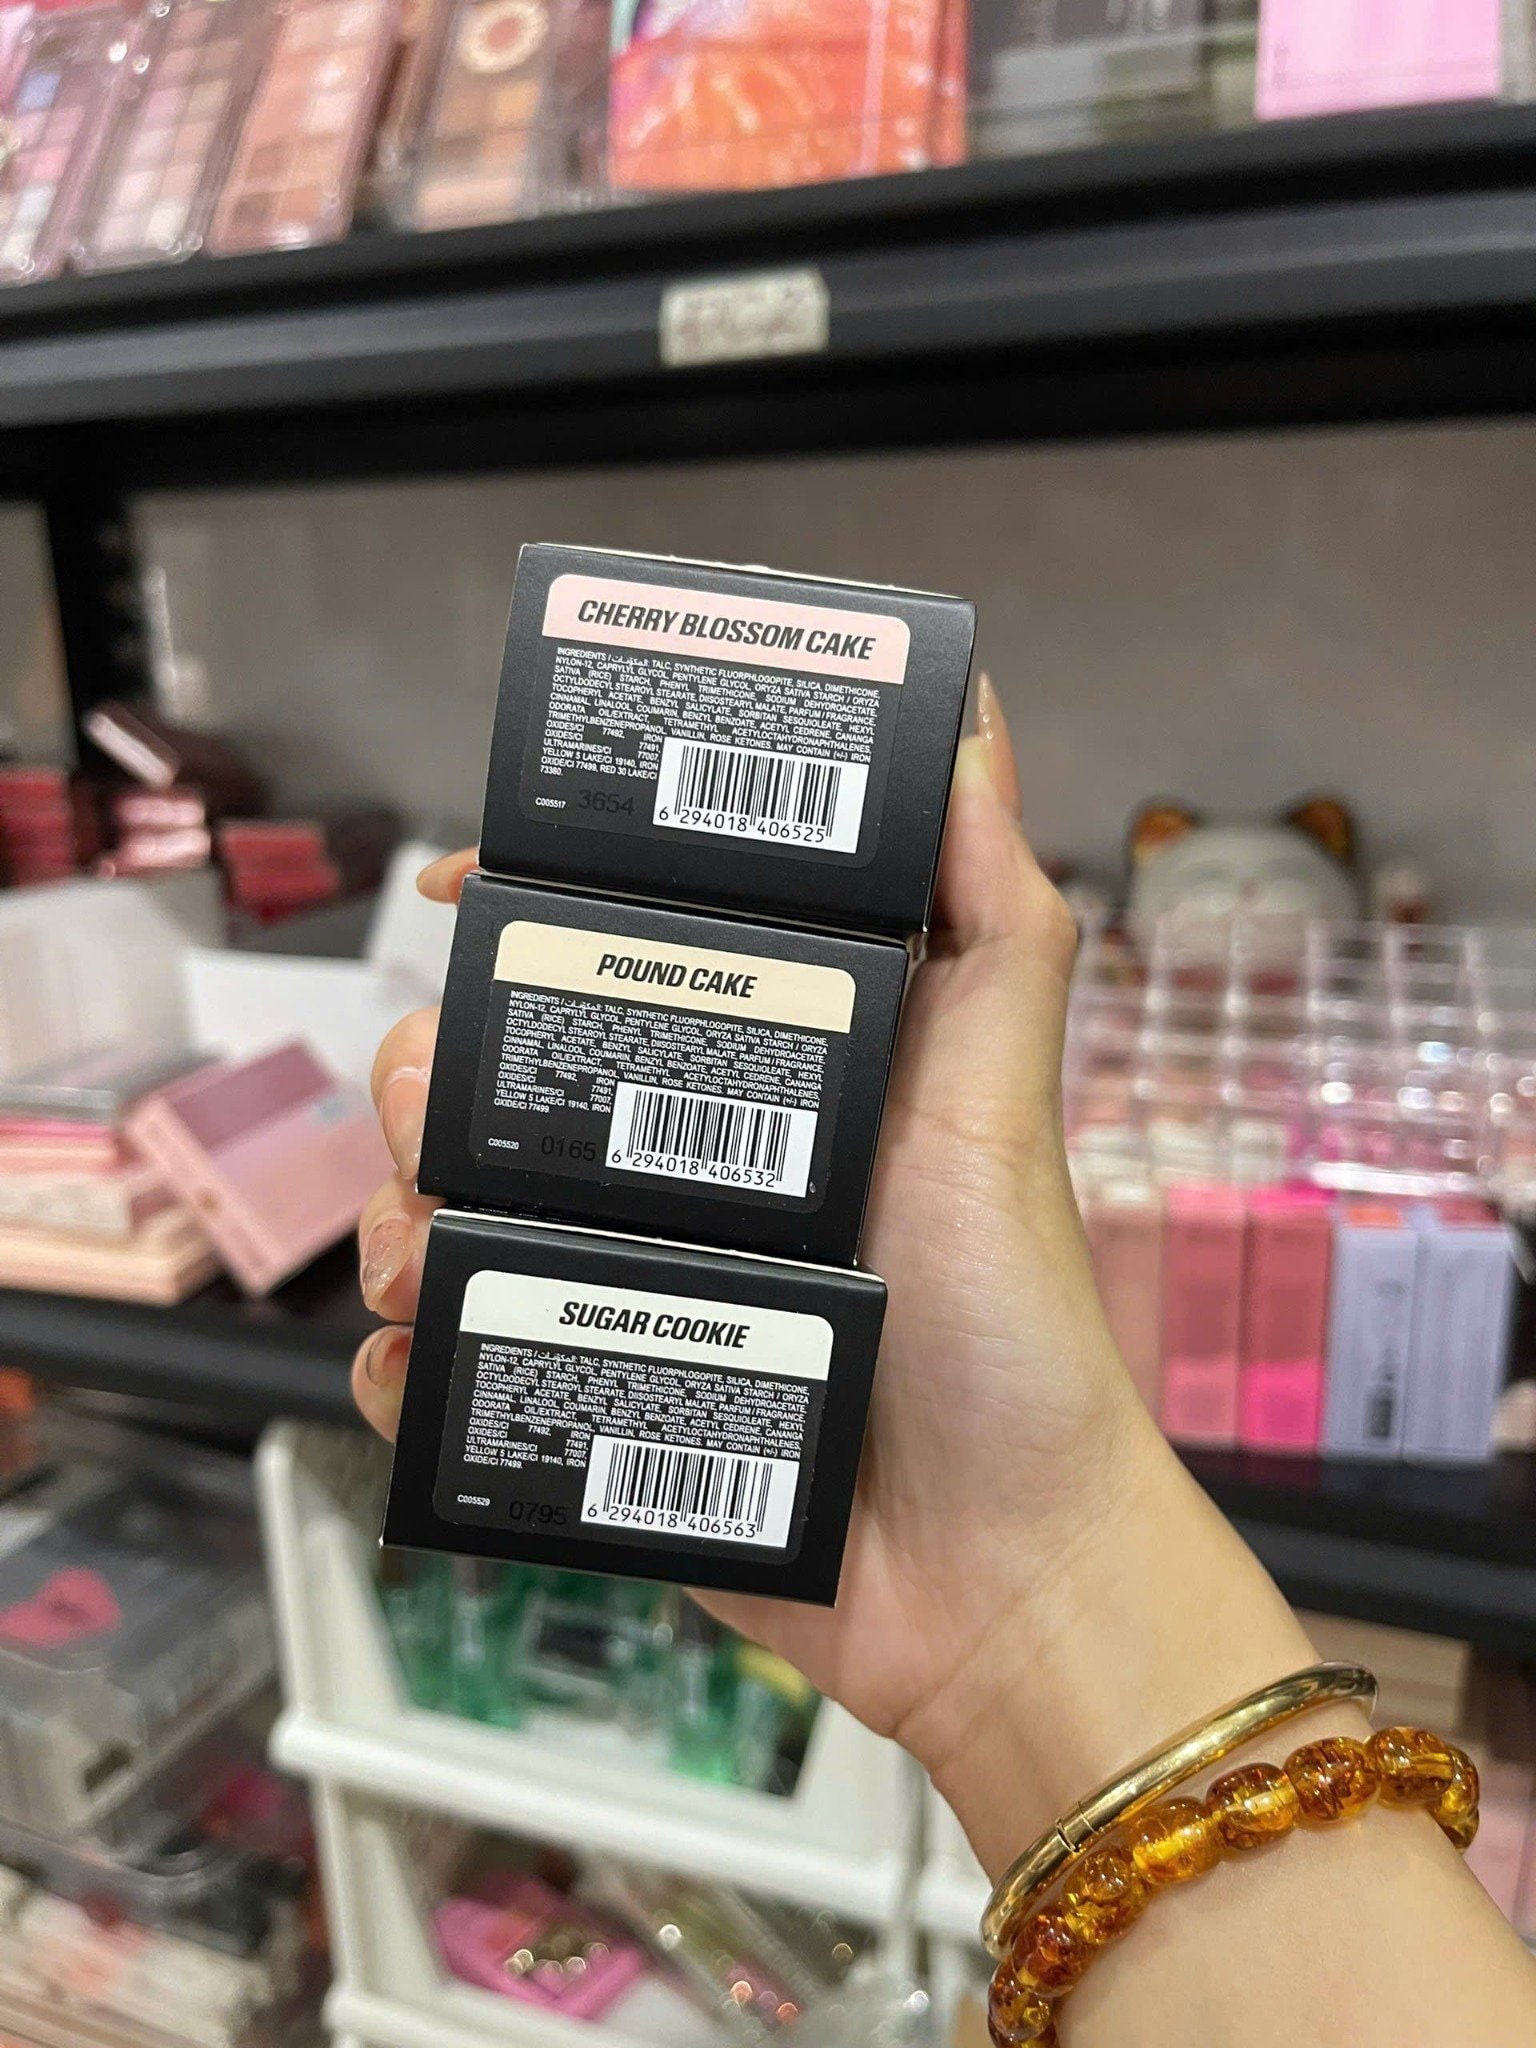 CHERRY BLOSSOM CAKE
INGREDIENTS / المكونات: TALC, SYNTHETIC FLUORPHLOGOPITE, SILICA, DIMETHICONE,
NYLON-12, CAPRYLYL GLYCOL, PENTYLENE GLYCOL, ORYZA SATIVA STARCH / ORYZA
SATIVA (RICE) STARCH, PHENYL TRIMETHICONE, SODIUM DEHYDROACETATE,
OCTYLDODECYL STEAROYL STEARATE, DIISOSTEARYL MALATE, PARFUM / FRAGRANCE,
TOCOPHERYL ACETATE, BENZYL SALICYLATE, SORBITAN SESQUIOLEATE, HEXYL
CINNAMAL, LINALOOL, COUMARIN, BENZYL BENZOATE, ACETYL CEDRENE, CANANGA
ODORATA OIL/EXTRACT, TETRAMETHYL ACETYLOCTAHYDRONAPHTHALENES,
TRIMETHYLBENZENEPROPANOL, VANILLIN, ROSE KETONES. MAY CONTAIN (+/-) IRON
OXIDES/CI 77492, IRON
OXIDES/CI 77491,
ULTRAMARINES/CI 77007,
YELLOW 5 LAKE/CI 19140, IRON
OXIDE/CI 77499, RED 30 LAKE/CI
73360.
C005517 3654
6 294018 406525
POUND CAKE
INGREDIENTS / المكونات: TALC, SYNTHETIC FLUORPHLOGOPITE, SILICA, DIMETHICONE,
NYLON-12, CAPRYLYL GLYCOL, PENTYLENE GLYCOL, ORYZA SATIVA STARCH / ORYZA
SATIVA (RICE) STARCH, PHENYL TRIMETHICONE, SODIUM DEHYDROACETATE,
OCTYLDODECYL STEAROYL STEARATE, DIISOSTEARYL MALATE, PARFUM / FRAGRANCE,
TOCOPHERYL ACETATE, BENZYL SALICYLATE, SORBITAN SESQUIOLEATE, HEXYL
CINNAMAL, LINALOOL, COUMARIN, BENZYL BENZOATE, ACETYL CEDRENE, CANANGA
ODORATA OIL/EXTRACT, TETRAMETHYL ACETYLOCTAHYDRONAPHTHALENES,
TRIMETHYLBENZENEPROPANOL, VANILLIN, ROSE KETONES. MAY CONTAIN (+/-) IRON
OXIDES/CI 77492, IRON
OXIDES/CI 77491,
ULTRAMARINES/CI 77007,
YELLOW 5 LAKE/CI 19140, IRON
OXIDE/CI 77499.
C005520 0165
6 294018 406532
SUGAR COOKIE
INGREDIENTS / المكونات: TALC, SYNTHETIC FLUORPHLOGOPITE, SILICA, DIMETHICONE,
NYLON-12, CAPRYLYL GLYCOL, PENTYLENE GLYCOL, ORYZA SATIVA STARCH / ORYZA
SATIVA (RICE) STARCH, PHENYL TRIMETHICONE, SODIUM DEHYDROACETATE,
OCTYLDODECYL STEAROYL STEARATE, DIISOSTEARYL MALATE, PARFUM / FRAGRANCE,
TOCOPHERYL ACETATE, BENZYL SALICYLATE, SORBITAN SESQUIOLEATE, HEXYL
CINNAMAL, LINALOOL, COUMARIN, BENZYL BENZOATE, ACETYL CEDRENE, CANANGA
ODORATA OIL/EXTRACT, TETRAMETHYL ACETYLOCTAHYDRONAPHTHALENES,
TRIMETHYLBENZENEPROPANOL, VANILLIN, ROSE KETONES. MAY CONTAIN (+/-) IRON
OXIDES/CI 77492, IRON
OXIDES/CI 77491,
ULTRAMARINES/CI 77007,
YELLOW 5 LAKE/CI 19140, IRON
OXIDE/CI 77499.
C005529 0795
6 294018 406563